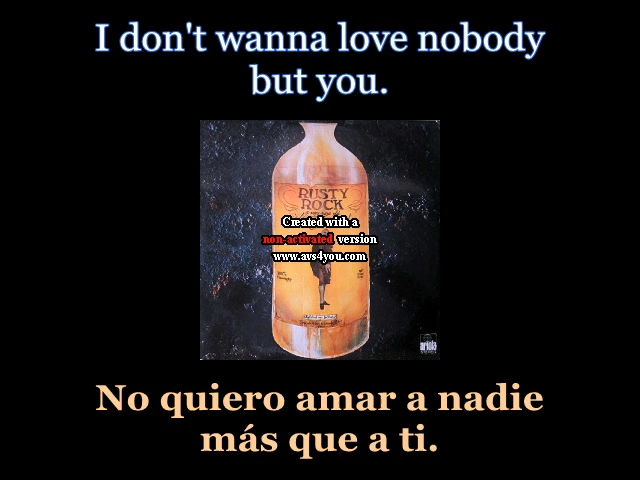 I don't wanna love nobody
but you.
RUSTY
ROCK
Created with a
non-activated version
www.avs4you.com
ariola
No quiero amar a nadie
más que a ti.